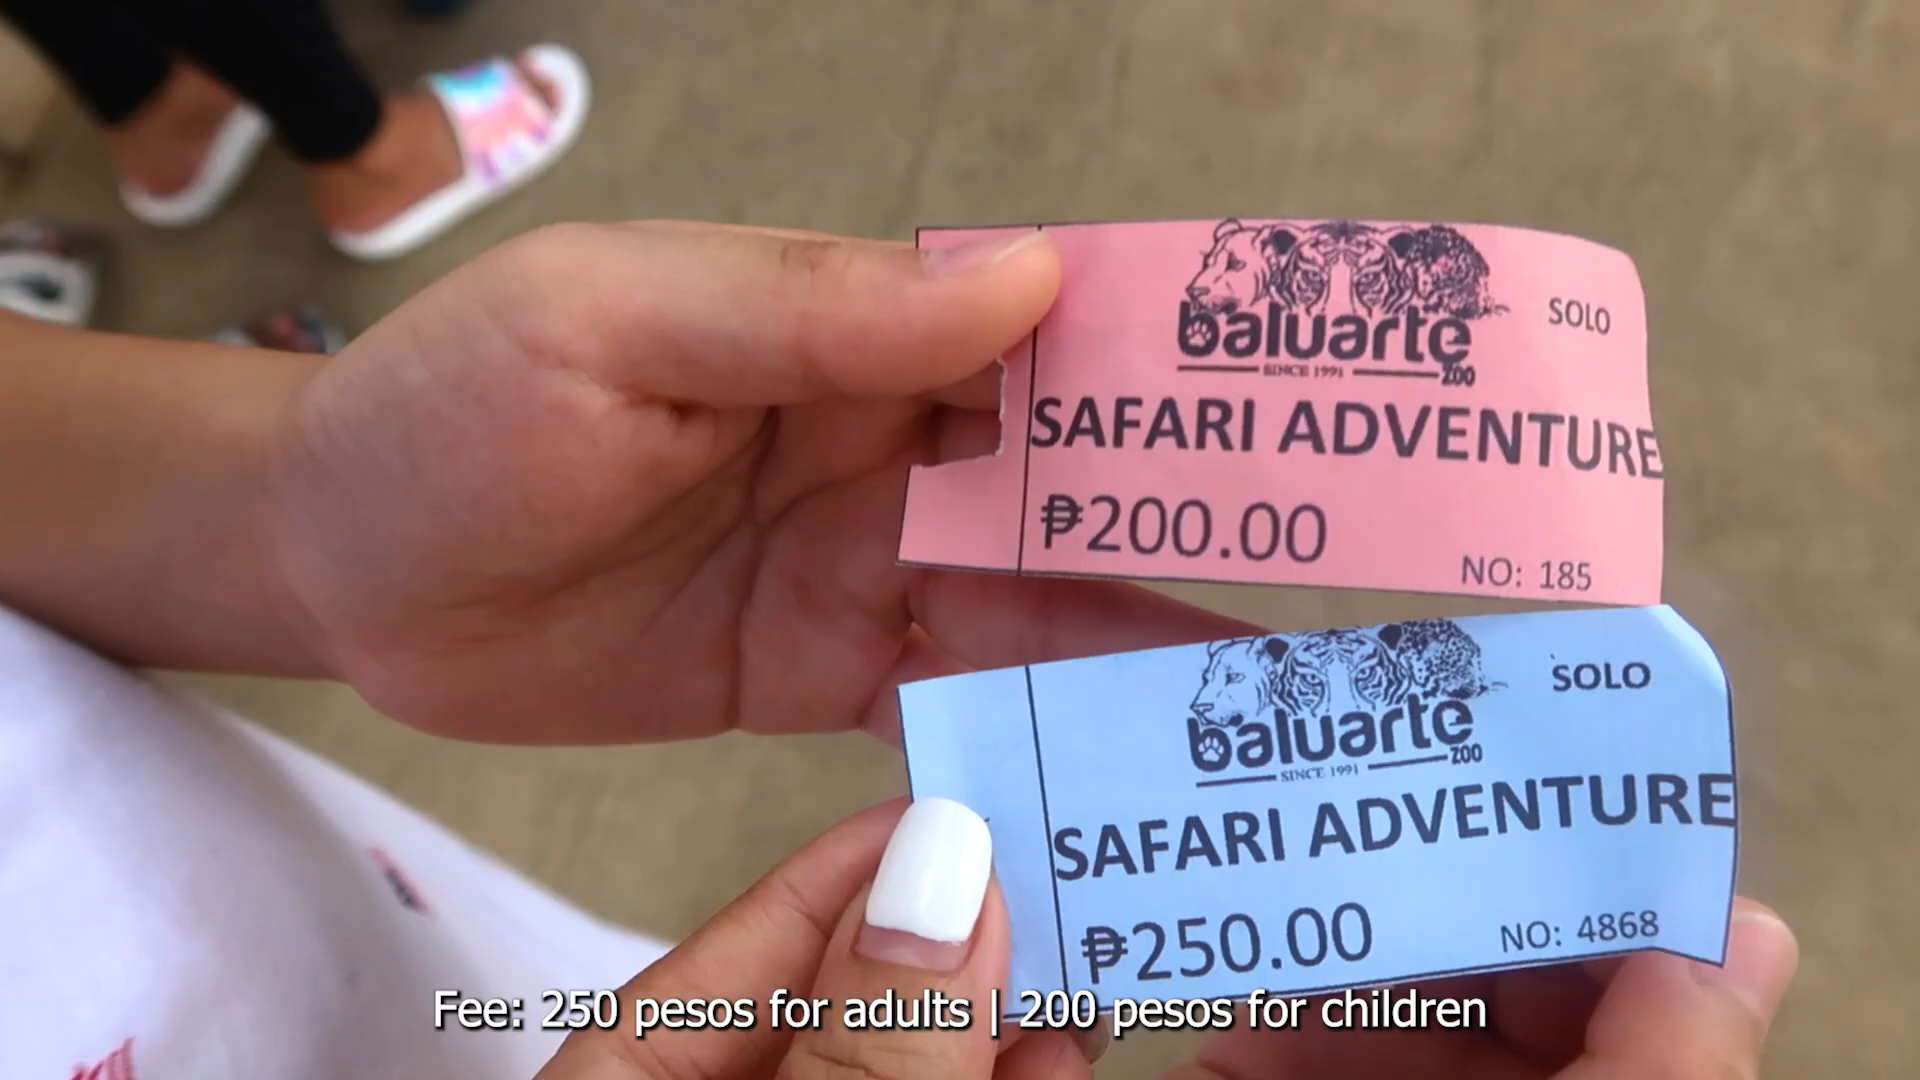 baluarte
SOLO
SINCE 1991
ZOO
SAFARI ADVENTURE
₱200.00
NO: 185
baluarte
SOLO
SINCE 1991
ZOO
SAFARI ADVENTURE
₱250.00
NO: 4868
Fee: 250 pesos for adults | 200 pesos for children